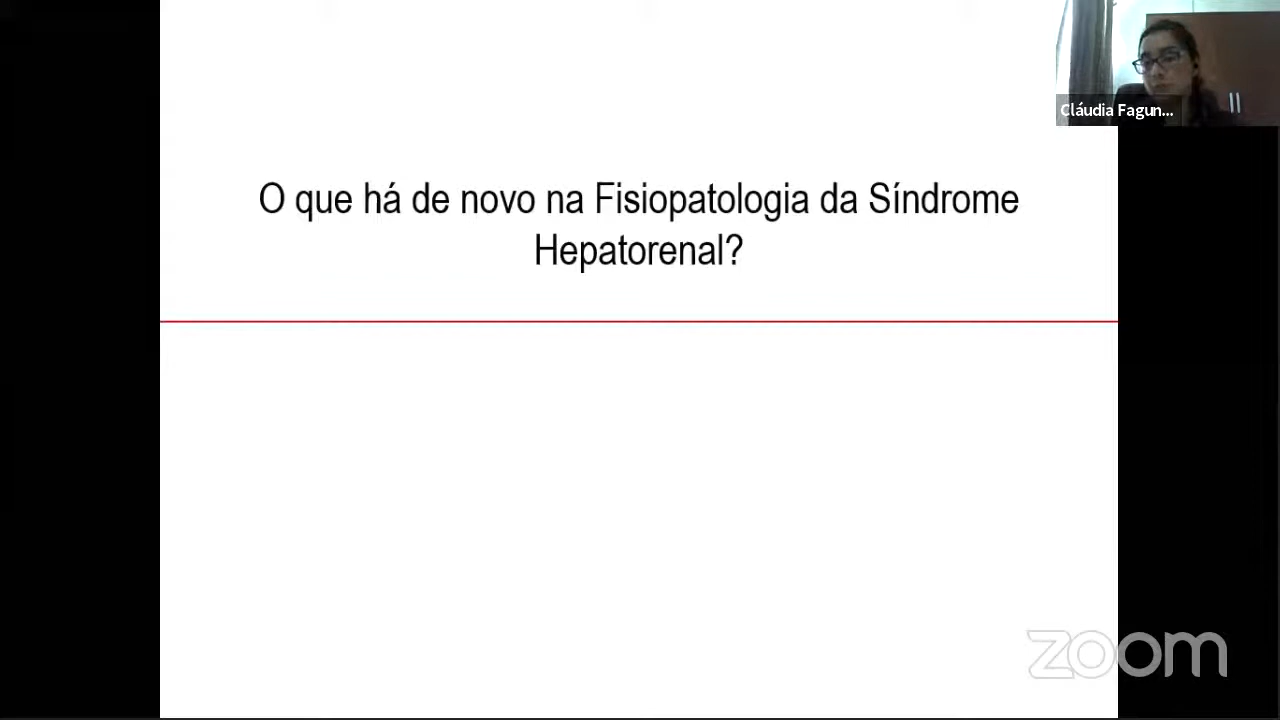 Cláudia Fagun...
O que há de novo na Fisiopatologia da Síndrome
Hepatorenal?
zoom